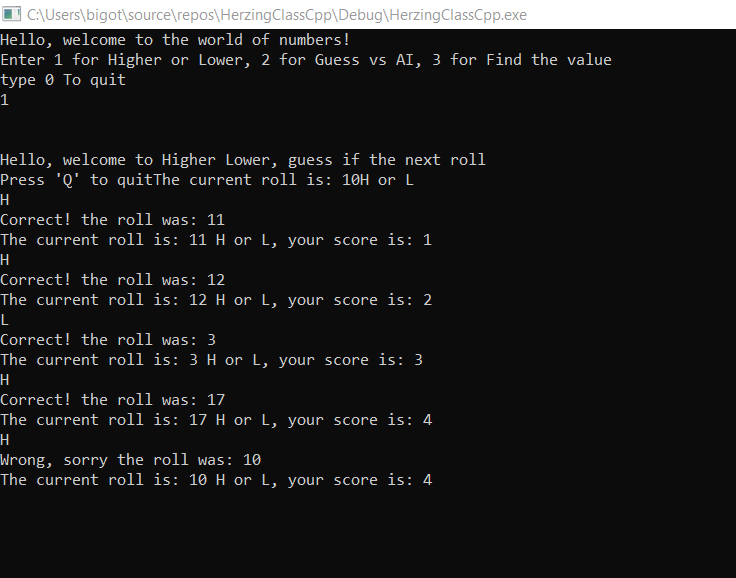 C:\Users\bigot\source\repos\HerzingClassCpp\Debug\HerzingClassCpp.exe
Hello, welcome to the world of numbers!
Enter 1 for Higher or Lower, 2 for Guess vs AI, 3 for Find the value
type 0 To quit
1
Hello, welcome to Higher Lower, guess if the next roll
Press 'Q' to quitThe current roll is: 10H or L
H
Correct! the roll was: 11
The current roll is: 11 H or L, your score is: 1
H
Correct! the roll was: 12
The current roll is: 12 H or L, your score is: 2
L
Correct! the roll was: 3
The current roll is: 3 H or L, your score is: 3
H
Correct! the roll was: 17
The current roll is: 17 H or L, your score is: 4
H
Wrong, sorry the roll was: 10
The current roll is: 10 H or L, your score is: 4